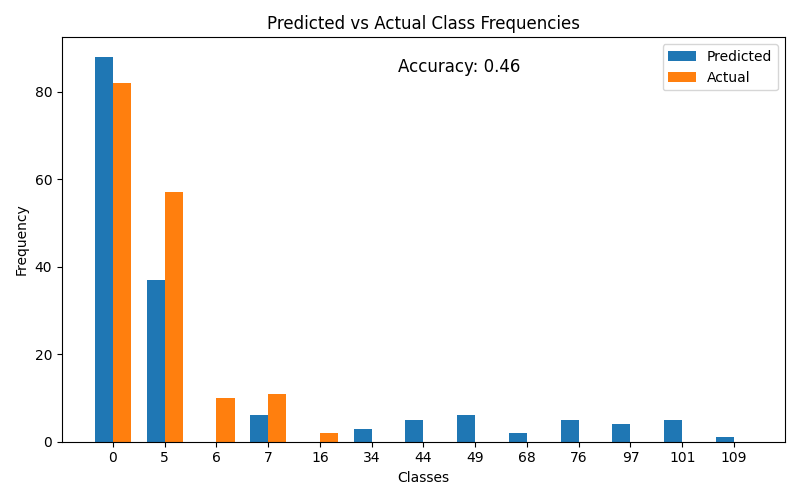 Predicted vs Actual Class Frequencies
Accuracy: 0.46
Predicted
Actual
Frequency
80
60
40
20
0
0 5 6 7 16 34 44 49 68 76 97 101 109
Classes